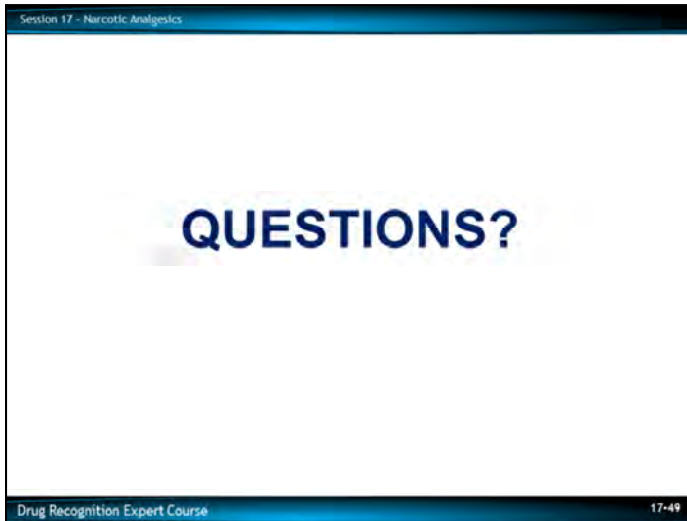 Session 17 - Narcotic Analgesics
QUESTIONS?
Drug Recognition Expert Course
17-49